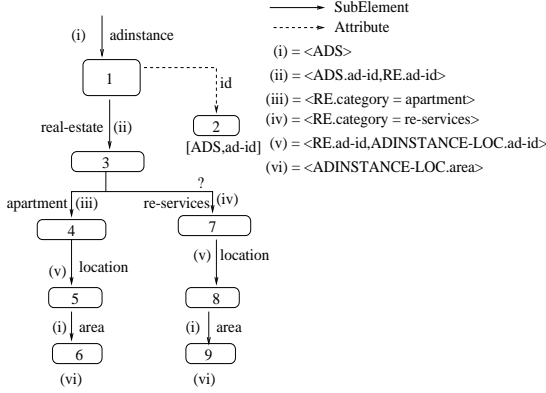 SubElement
Attribute
(i) adinstance
(i) = <ADS>
1
(ii) = <ADS.ad-id,RE.ad-id>
id
(iii) = <RE.category = apartment>
real-estate (ii)
2
(iv) = <RE.category = re-services>
[ADS,ad-id]
(v) = <RE.ad-id,ADINSTANCE-LOC.ad-id>
3
(vi) = <ADINSTANCE-LOC.area>
?
apartment (iii)
re-services (iv)
4
7
(v) location
(v) location
5
8
(i) area
(i) area
6
9
(vi)
(vi)